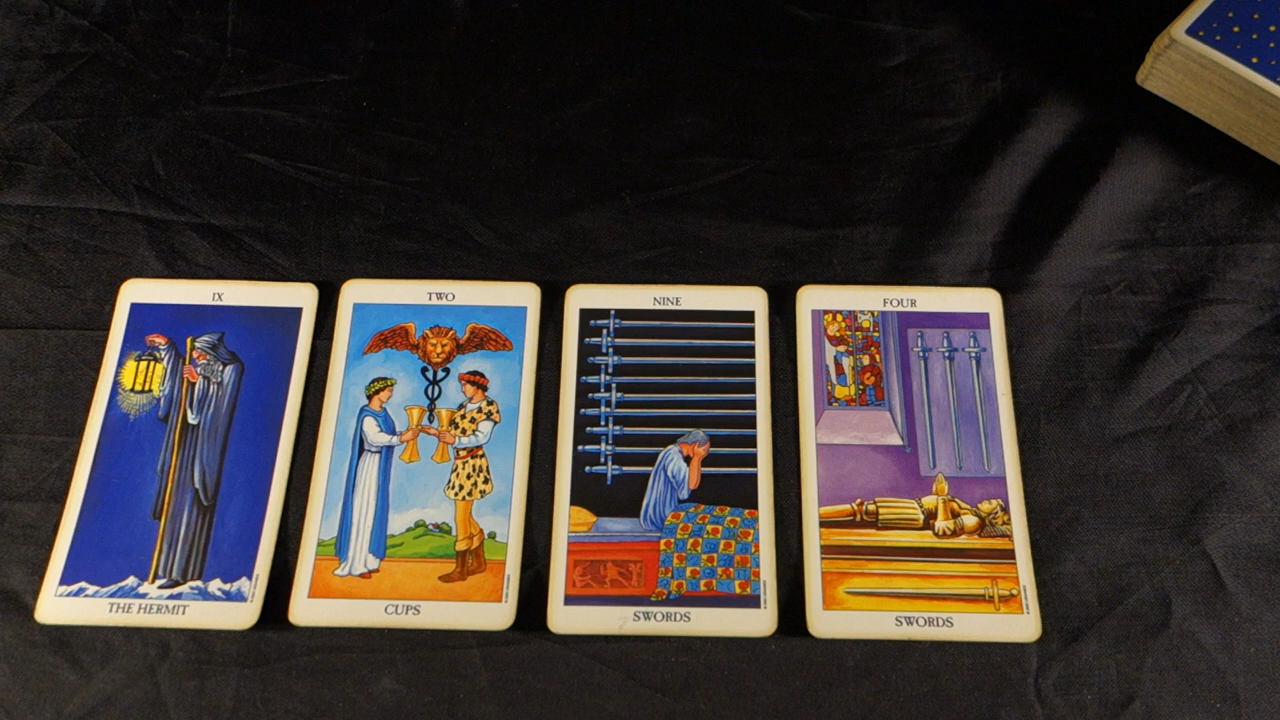 IX
THE HERMIT
TWO
CUPS
NINE
SWORDS
FOUR
SWORDS